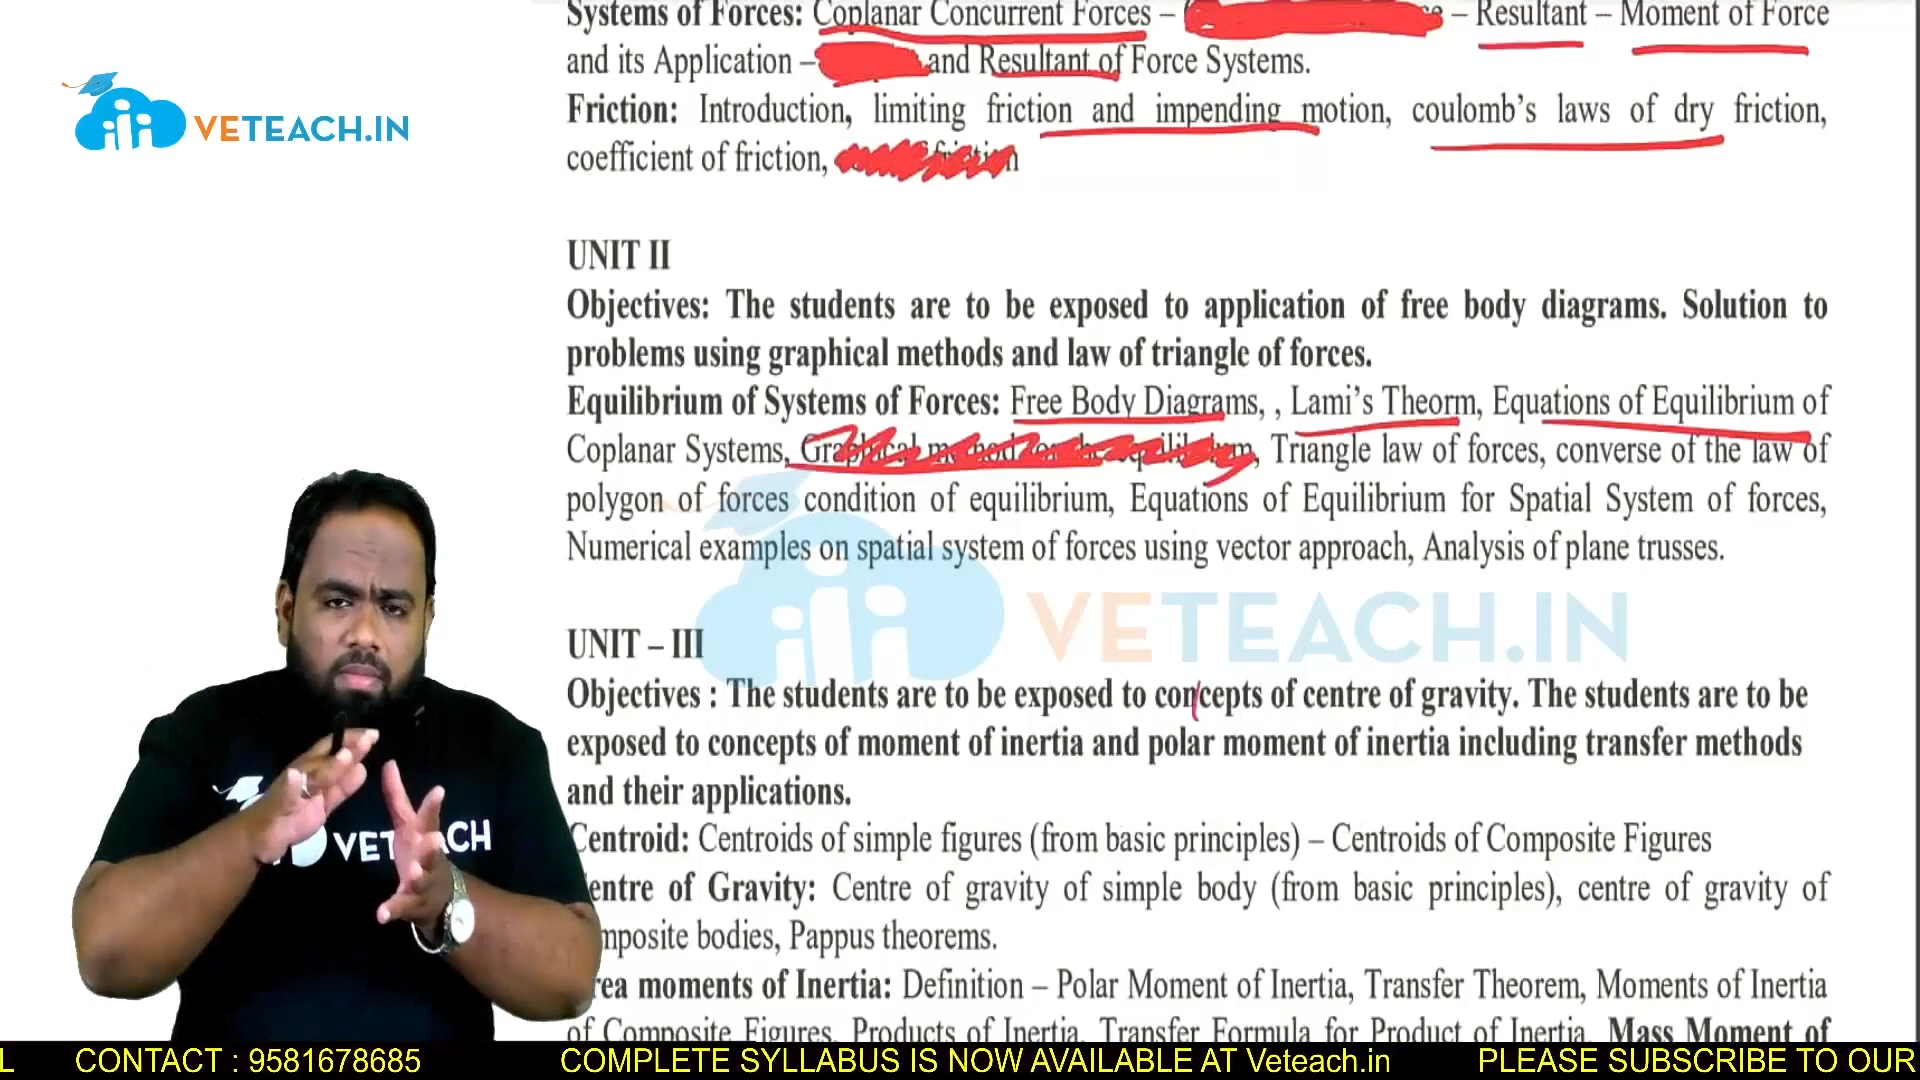 Systems of Forces: Coplanar Concurrent Forces – – Resultant – Moment of Force
and its Application – and Resultant of Force Systems.
Friction: Introduction, limiting friction and impending motion, coulomb's laws of dry friction,
coefficient of friction, friction
VETEACH.IN
UNIT II
Objectives: The students are to be exposed to application of free body diagrams. Solution to
problems using graphical methods and law of triangle of forces.
Equilibrium of Systems of Forces: Free Body Diagrams, , Lami's Theorm, Equations of Equilibrium of
Coplanar Systems, Graphical method for the equilibrium, Triangle law of forces, converse of the law of
polygon of forces condition of equilibrium, Equations of Equilibrium for Spatial System of forces,
Numerical examples on spatial system of forces using vector approach, Analysis of plane trusses.
VETEACH.IN
UNIT – III
Objectives : The students are to be exposed to concepts of centre of gravity. The students are to be
exposed to concepts of moment of inertia and polar moment of inertia including transfer methods
and their applications.
Centroid: Centroids of simple figures (from basic principles) – Centroids of Composite Figures
entre of Gravity: Centre of gravity of simple body (from basic principles), centre of gravity of
mposite bodies, Pappus theorems.
rea moments of Inertia: Definition – Polar Moment of Inertia, Transfer Theorem, Moments of Inertia
of Composite Figures, Products of Inertia, Transfer Formula for Product of Inertia. Mass Moment of
VETEACH
L CONTACT : 9581678685 COMPLETE SYLLABUS IS NOW AVAILABLE AT Veteach.in PLEASE SUBSCRIBE TO OUR